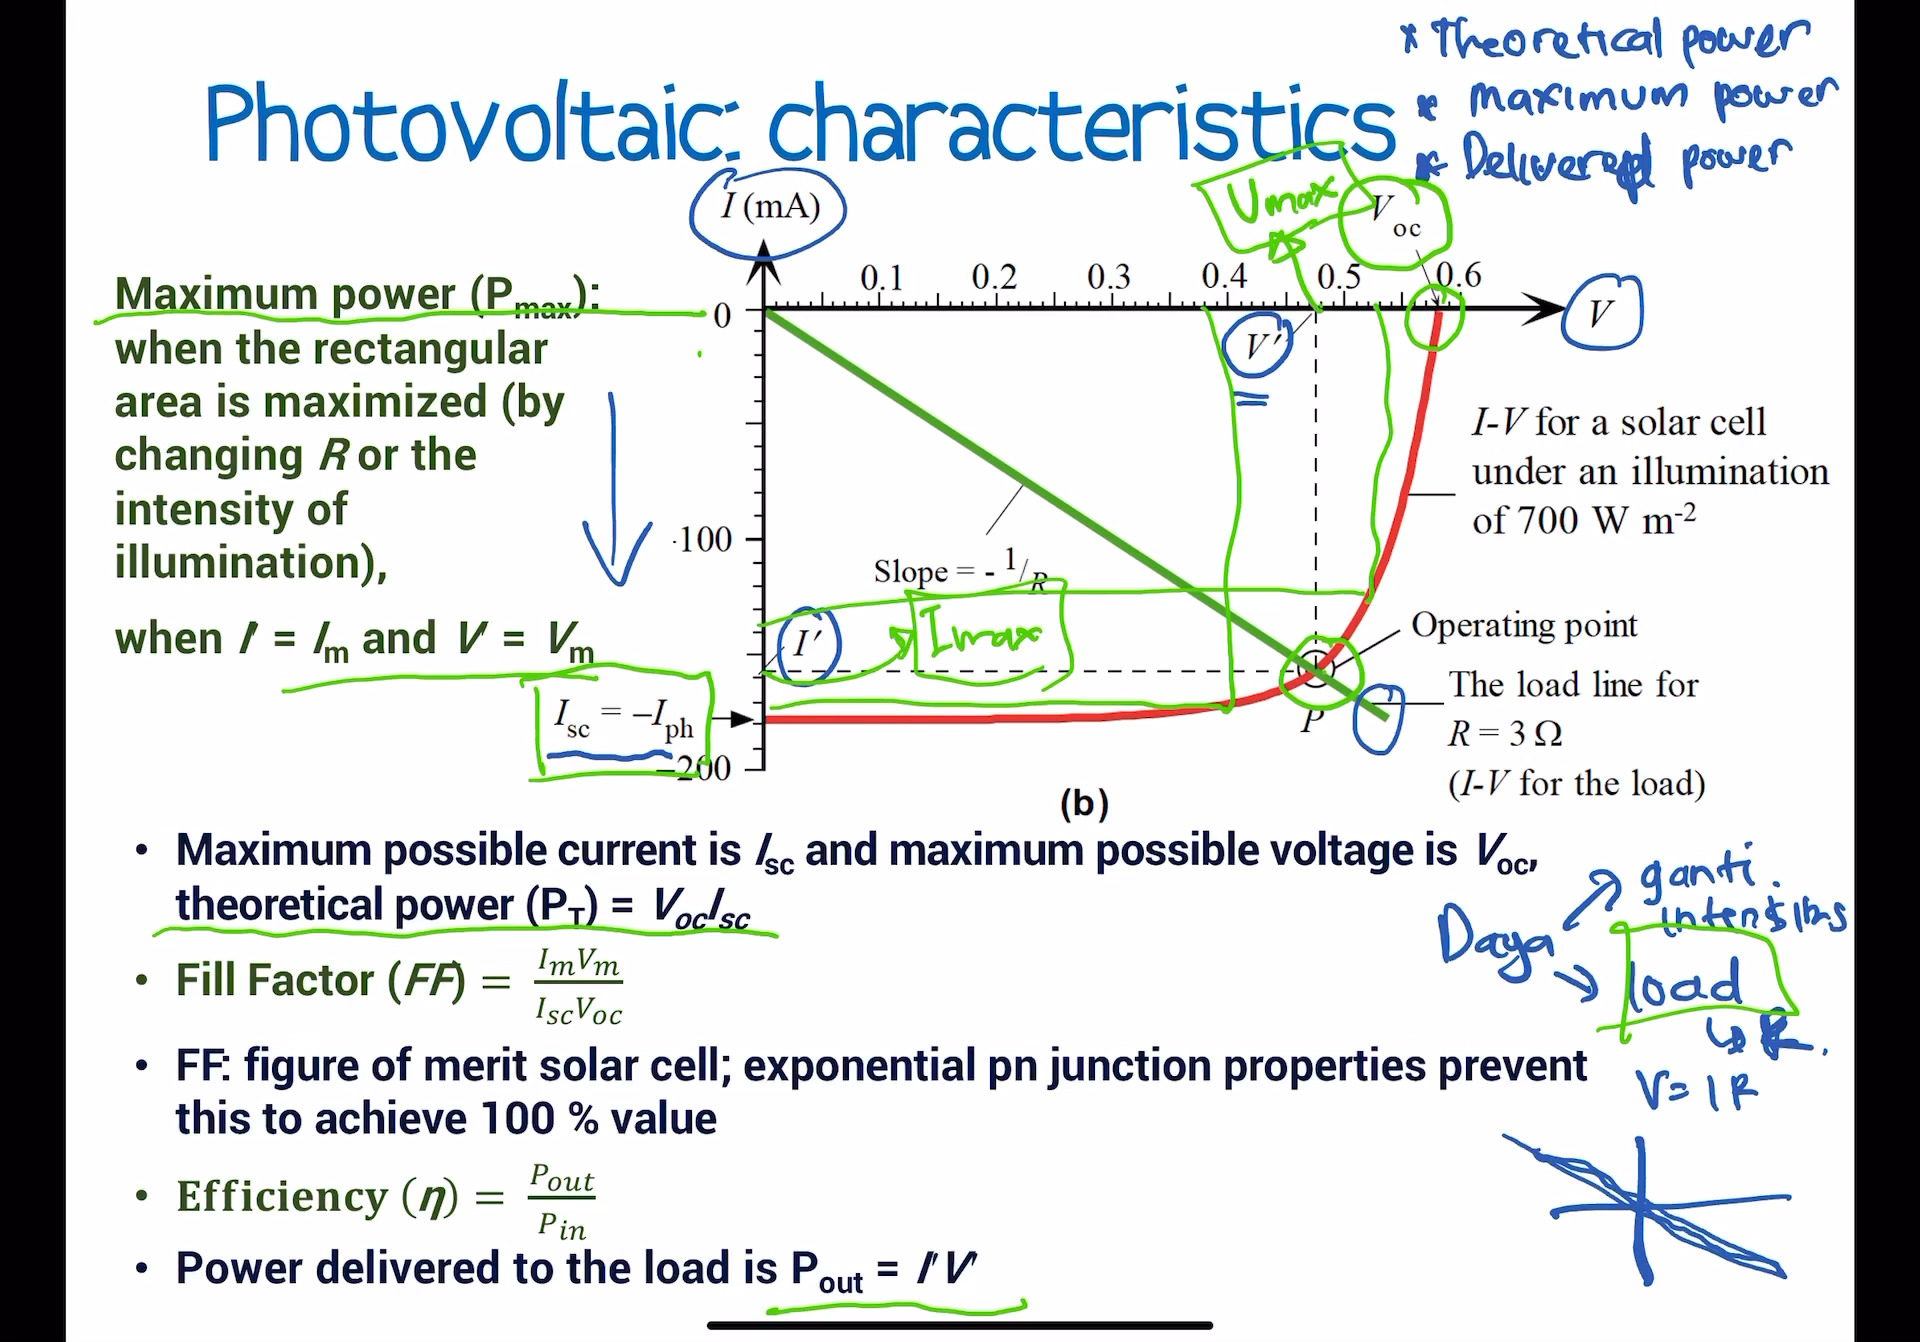 * Theoretical power
* maximum power
* Delivered power
Photovoltaic: characteristics
I (mA)
Vmax
Voc
0.1 0.2 0.3 0.4 0.5 0.6
0
V
V'
Maximum power (Pmax):
when the rectangular
area is maximized (by
changing R or the
intensity of
illumination),
when I' = Im and V' = Vm
I-V for a solar cell
under an illumination
of 700 W m-2
-100
Slope = - 1/R
I'
Imax
Operating point
The load line for
R = 3 Ω
(I-V for the load)
P
Isc = –Iph
–200
(b)
• Maximum possible current is Isc and maximum possible voltage is Voc,
theoretical power (PT) = VocIsc
• Fill Factor (FF) = ImVm / IscVoc
• FF: figure of merit solar cell; exponential pn junction properties prevent
this to achieve 100 % value
• Efficiency (η) = Pout / Pin
• Power delivered to the load is Pout = I'V'
Daya
ganti
load
↳ R.
V = IR